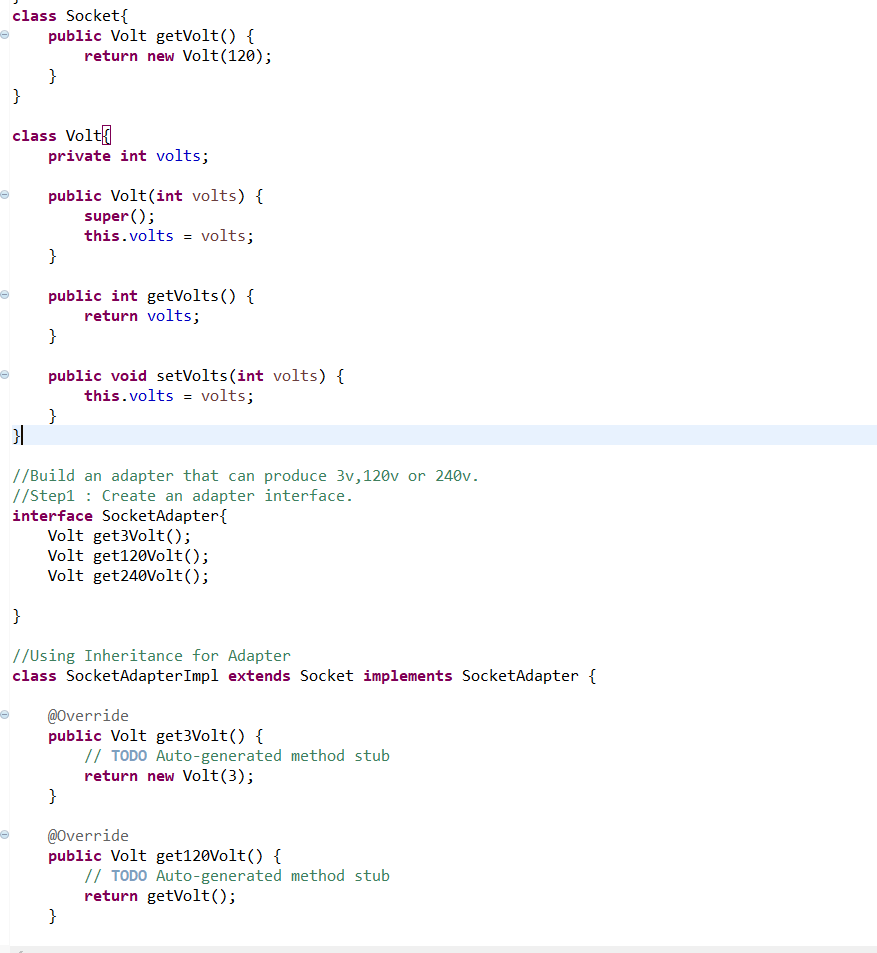 }
class Socket{
    public Volt getVolt() {
        return new Volt(120);
    }
}
class Volt{
    private int volts;
    public Volt(int volts) {
        super();
        this.volts = volts;
    }
    public int getVolts() {
        return volts;
    }
    public void setVolts(int volts) {
        this.volts = volts;
    }
}
//Build an adapter that can produce 3v,120v or 240v.
//Step1 : Create an adapter interface.
interface SocketAdapter{
    Volt get3Volt();
    Volt get120Volt();
    Volt get240Volt();
}
//Using Inheritance for Adapter
class SocketAdapterImpl extends Socket implements SocketAdapter {
    @Override
    public Volt get3Volt() {
        // TODO Auto-generated method stub
        return new Volt(3);
    }
    @Override
    public Volt get120Volt() {
        // TODO Auto-generated method stub
        return getVolt();
    }